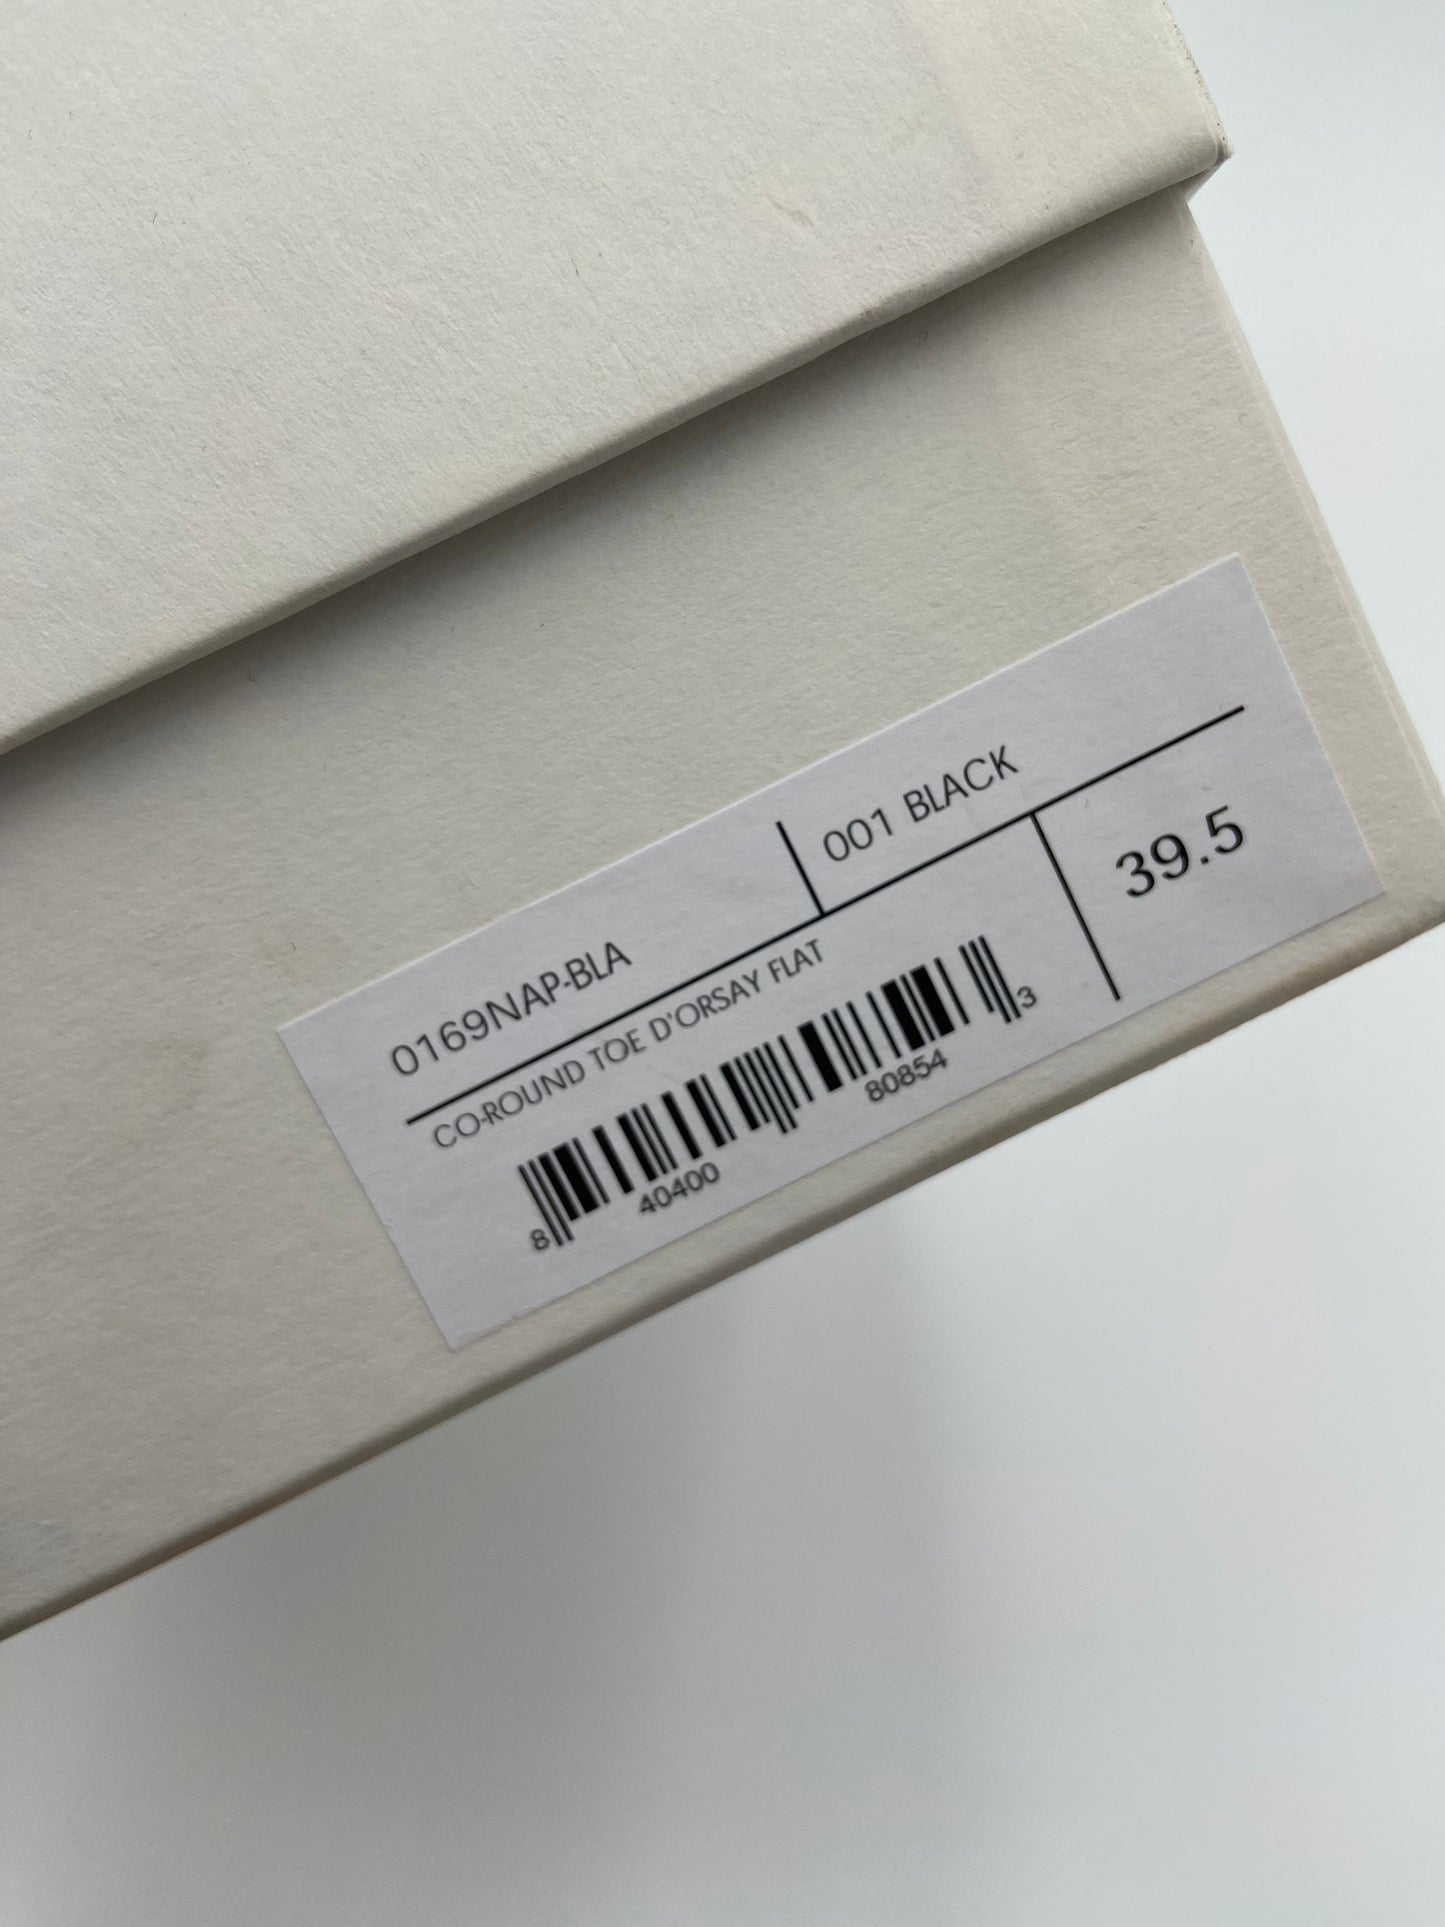 0169NAP-BLA
001 BLACK
CO-ROUND TOE D'ORSAY FLAT
39.5
8 40400 80854 3